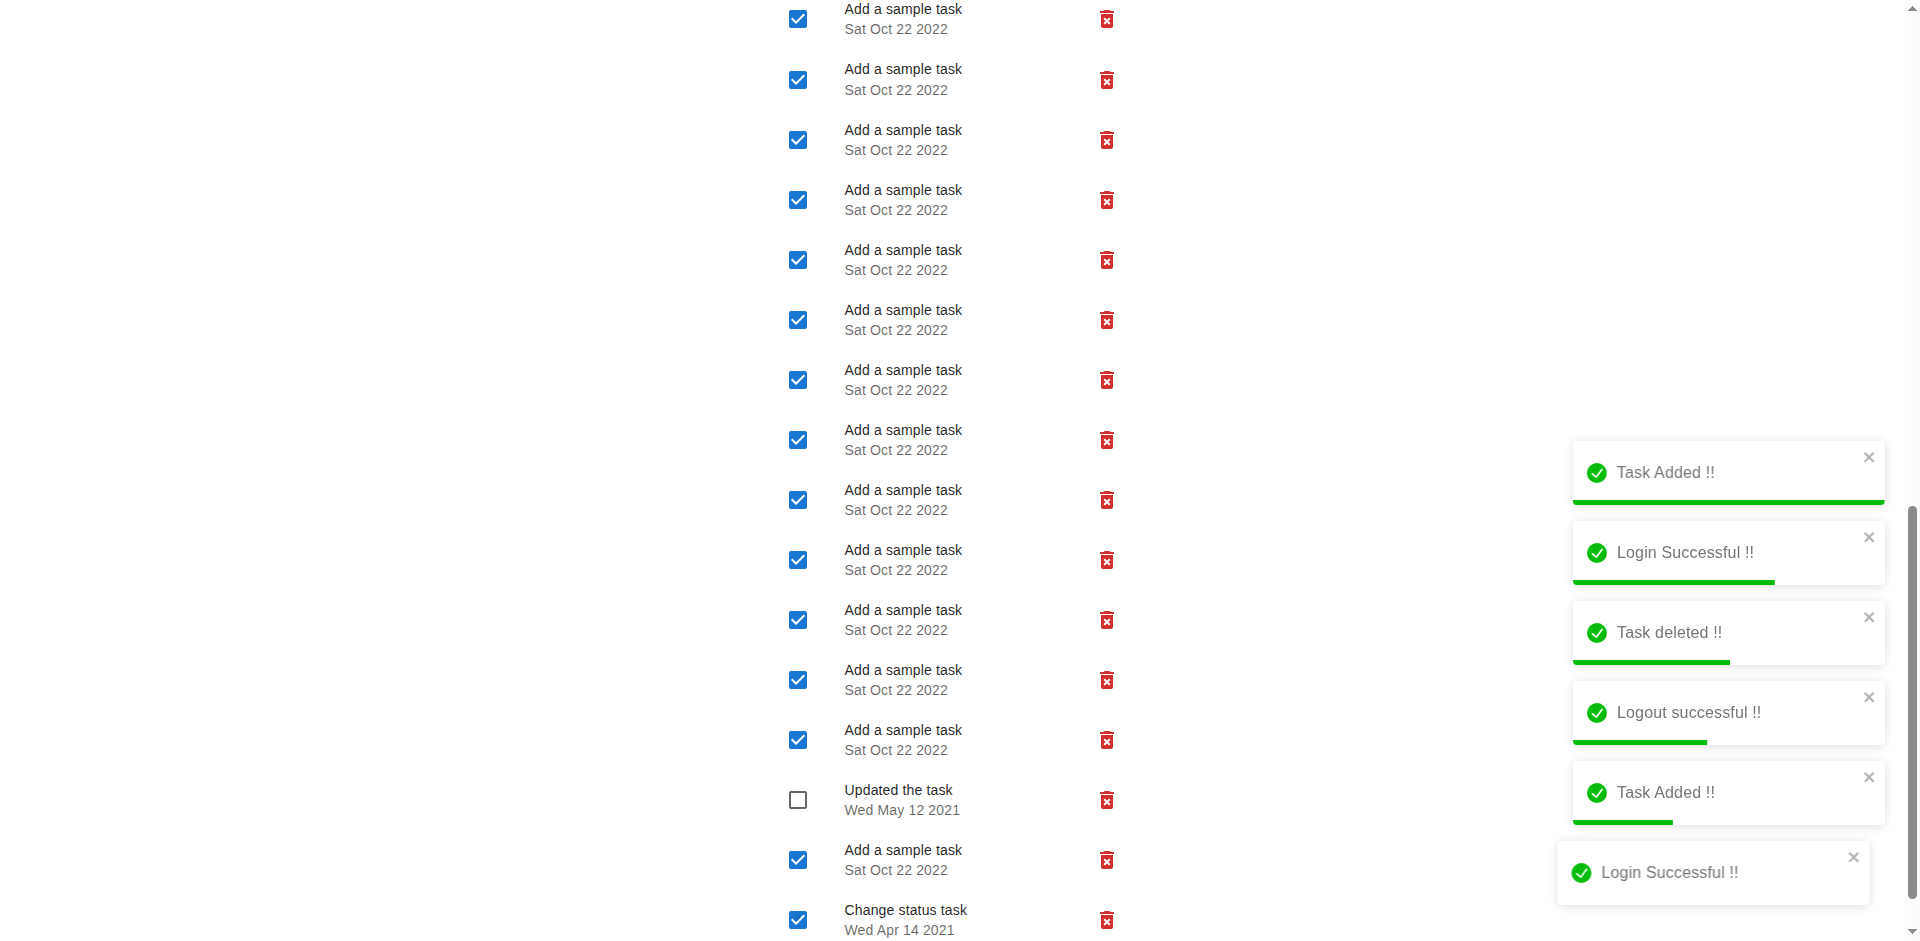 Add a sample task
Sat Oct 22 2022
Add a sample task
Sat Oct 22 2022
Add a sample task
Sat Oct 22 2022
Add a sample task
Sat Oct 22 2022
Add a sample task
Sat Oct 22 2022
Add a sample task
Sat Oct 22 2022
Add a sample task
Sat Oct 22 2022
Add a sample task
Sat Oct 22 2022
Add a sample task
Sat Oct 22 2022
Add a sample task
Sat Oct 22 2022
Add a sample task
Sat Oct 22 2022
Add a sample task
Sat Oct 22 2022
Add a sample task
Sat Oct 22 2022
Updated the task
Wed May 12 2021
Add a sample task
Sat Oct 22 2022
Change status task
Wed Apr 14 2021
Task Added !!
Login Successful !!
Task deleted !!
Logout successful !!
Task Added !!
Login Successful !!